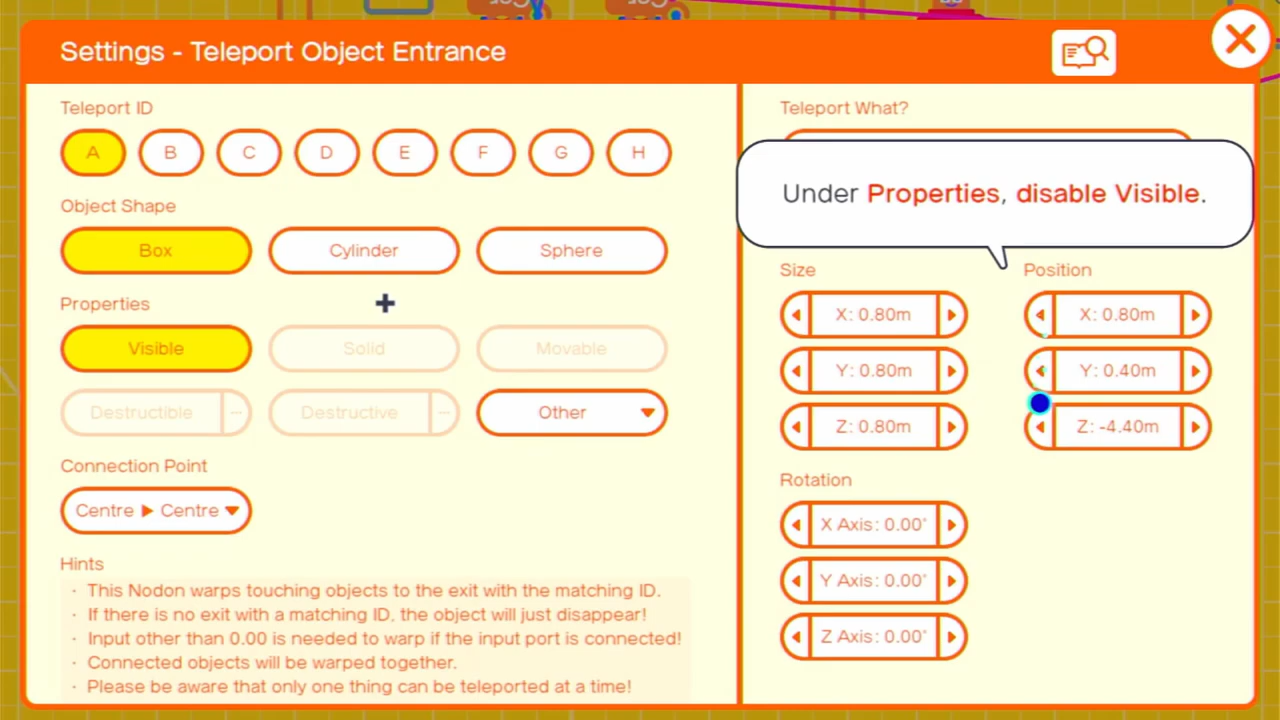 Settings - Teleport Object Entrance
Teleport ID
A B C D E F G H
Object Shape
Box Cylinder Sphere
Properties
Visible Solid Movable
Destructible ··· Destructive ··· Other
Connection Point
Centre ▶ Centre
Hints
· This Nodon warps touching objects to the exit with the matching ID.
· If there is no exit with a matching ID, the object will just disappear!
· Input other than 0.00 is needed to warp if the input port is connected!
· Connected objects will be warped together.
· Please be aware that only one thing can be teleported at a time!
Teleport What?
Under Properties, disable Visible.
Size
X: 0.80m
Y: 0.80m
Z: 0.80m
Position
X: 0.80m
Y: 0.40m
Z: -4.40m
Rotation
X Axis: 0.00°
Y Axis: 0.00°
Z Axis: 0.00°